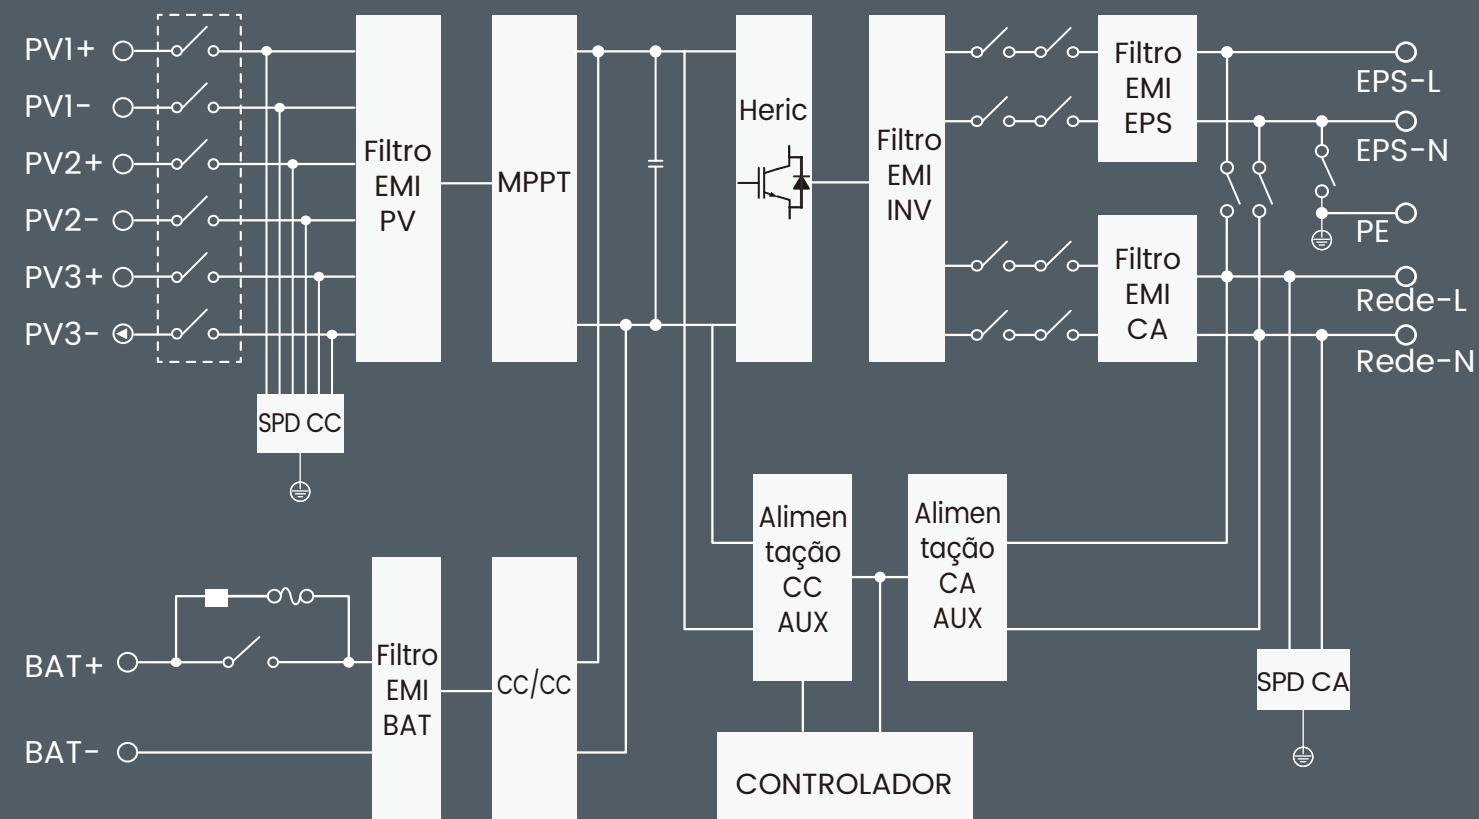 PV1+
PV1-
PV2+
PV2-
PV3+
PV3-
SPD CC
Filtro
EMI
PV
MPPT
Heric
Filtro
EMI
INV
Filtro
EMI
EPS
Filtro
EMI
CA
EPS-L
EPS-N
PE
Rede-L
Rede-N
BAT+
BAT-
Filtro
EMI
BAT
CC/CC
Alimen
tação
CC
AUX
Alimen
tação
CA
AUX
SPD CA
CONTROLADOR